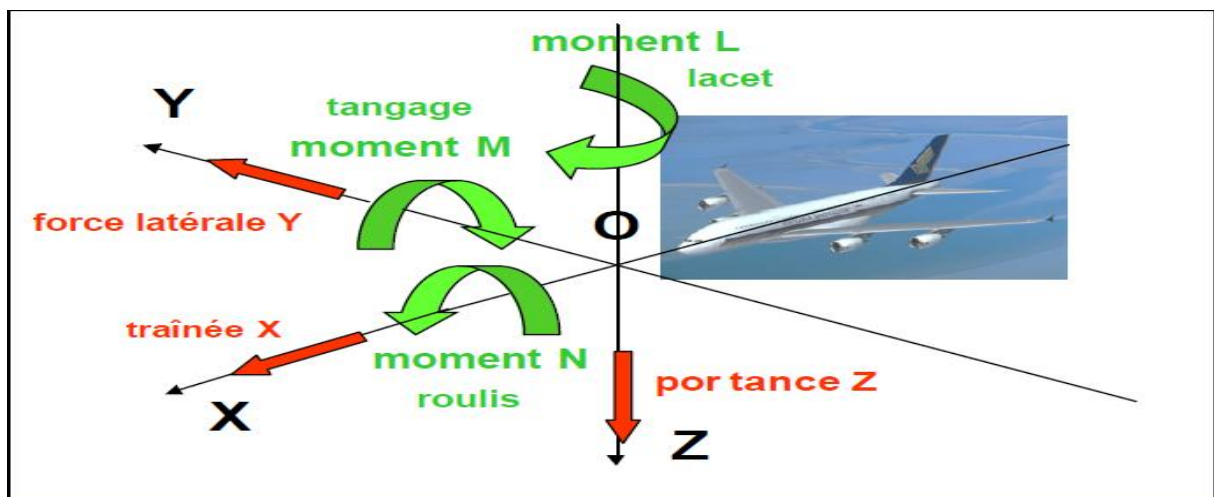 moment L
lacet
Y
tangage
moment M
force latérale Y
O
traînée X
moment N
roulis
X
por tance Z
Z